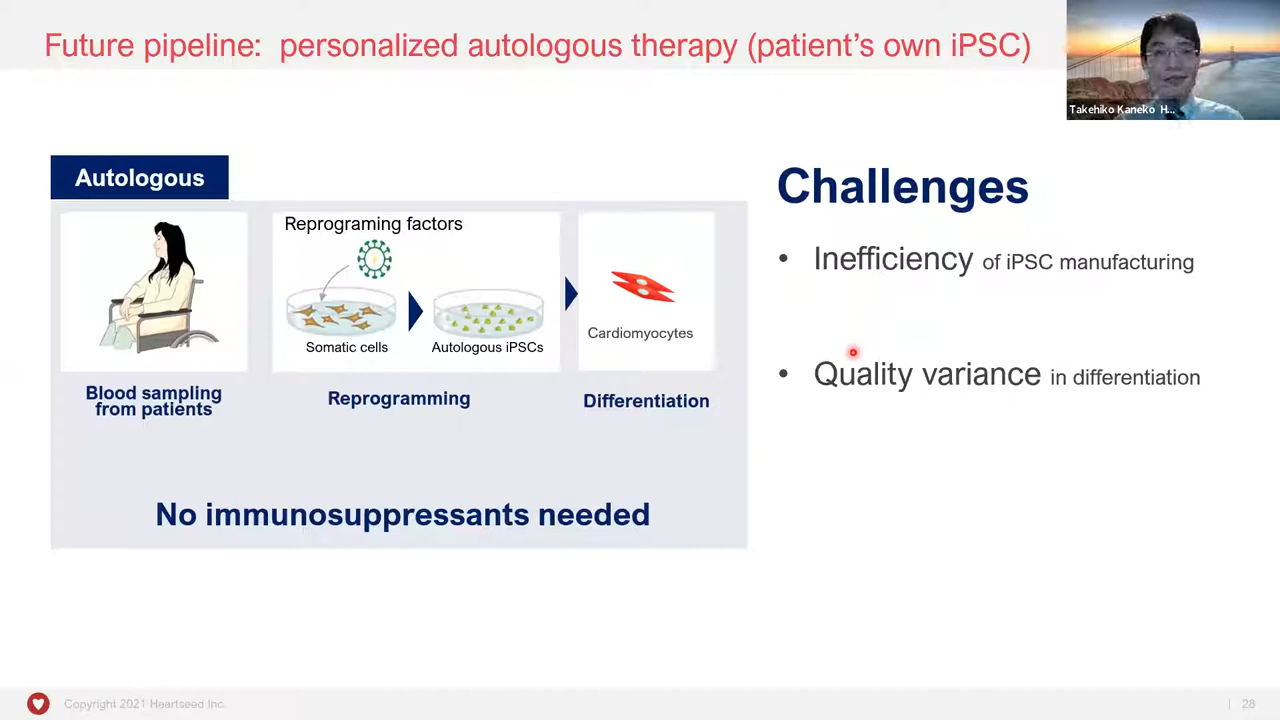 Future pipeline:  personalized autologous therapy (patient's own iPSC)
Takehiko Kaneko H...
Autologous
Reprograming factors
Somatic cells
Autologous iPSCs
Cardiomyocytes
Blood sampling
from patients
Reprogramming
Differentiation
No immunosuppressants needed
Challenges
• Inefficiency of iPSC manufacturing
• Quality variance in differentiation
Copyright 2021 Heartseed Inc.
| 28